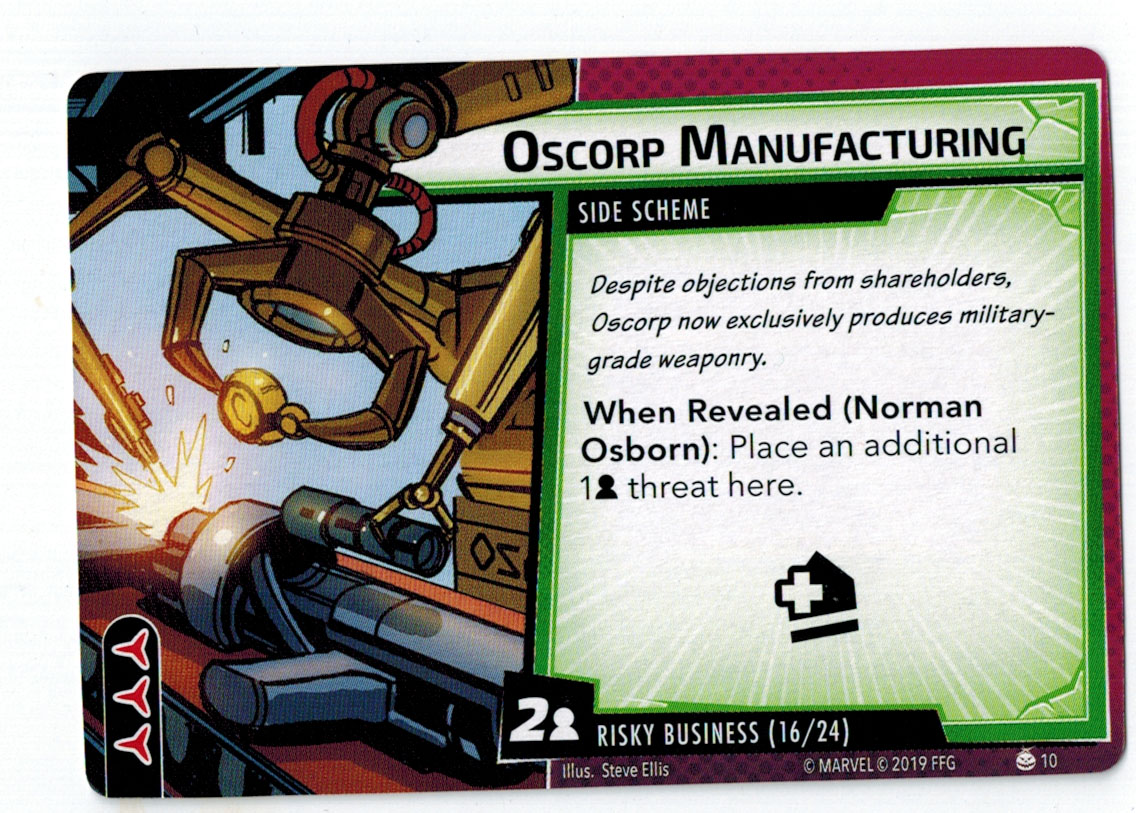 OSCORP MANUFACTURING
SIDE SCHEME
Despite objections from shareholders,
Oscorp now exclusively produces military-
grade weaponry.
When Revealed (Norman
Osborn): Place an additional
1 threat here.
OS
2
RISKY BUSINESS (16/24)
Illus. Steve Ellis
© MARVEL © 2019 FFG
10